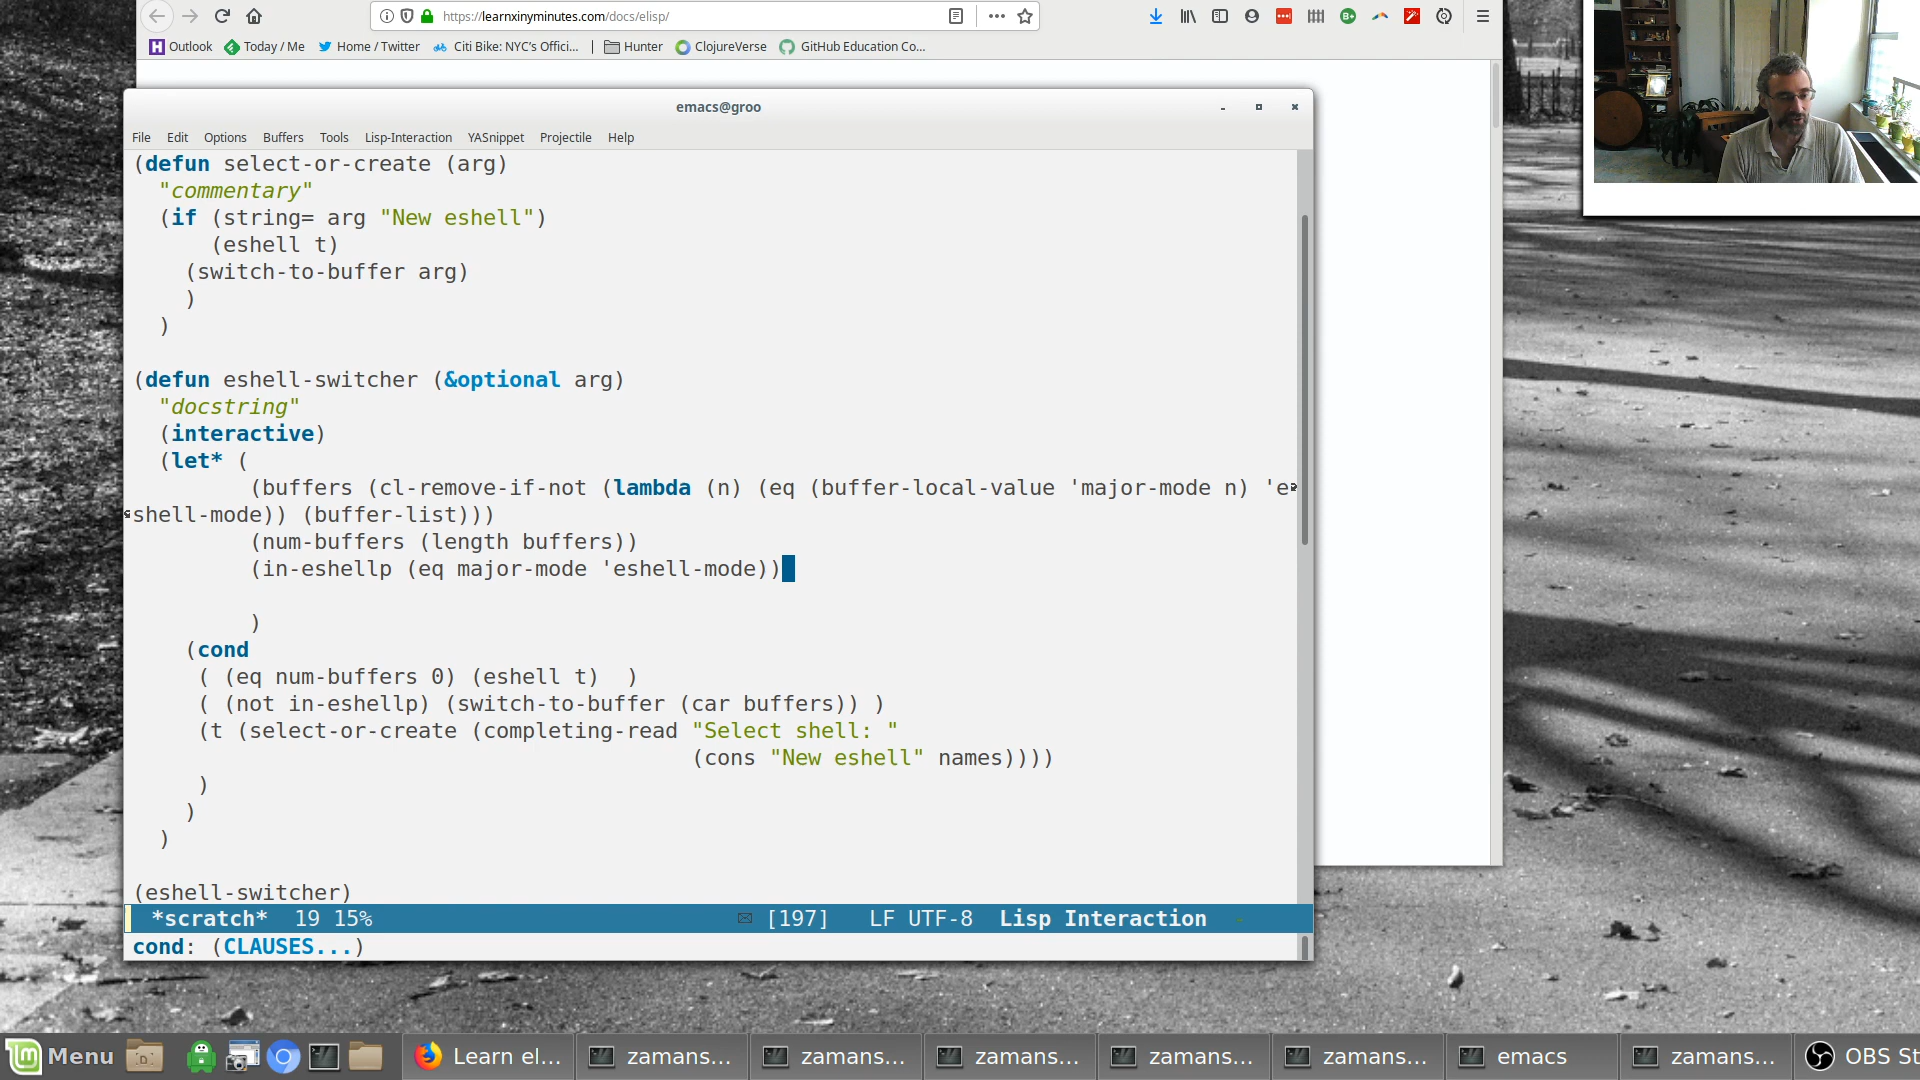 https://learnxinyminutes.com/docs/elisp/
Outlook Today / Me Home / Twitter Citi Bike: NYC's Offici... Hunter ClojureVerse GitHub Education Co...
emacs@groo
File Edit Options Buffers Tools Lisp-Interaction YASnippet Projectile Help
(defun select-or-create (arg)
"commentary"
(if (string= arg "New eshell")
(eshell t)
(switch-to-buffer arg)
)
)
(defun eshell-switcher (&optional arg)
"docstring"
(interactive)
(let* (
(buffers (cl-remove-if-not (lambda (n) (eq (buffer-local-value 'major-mode n) 'e
shell-mode)) (buffer-list)))
(num-buffers (length buffers))
(in-eshellp (eq major-mode 'eshell-mode))
)
(cond
( (eq num-buffers 0) (eshell t)  )
( (not in-eshellp) (switch-to-buffer (car buffers)) )
(t (select-or-create (completing-read "Select shell: "
(cons "New eshell" names))))
)
)
)
(eshell-switcher)
*scratch* 19 15% [197] LF UTF-8 Lisp Interaction
cond: (CLAUSES...)
Menu Learn el... zamans... zamans... zamans... zamans... zamans... emacs zamans... OBS St